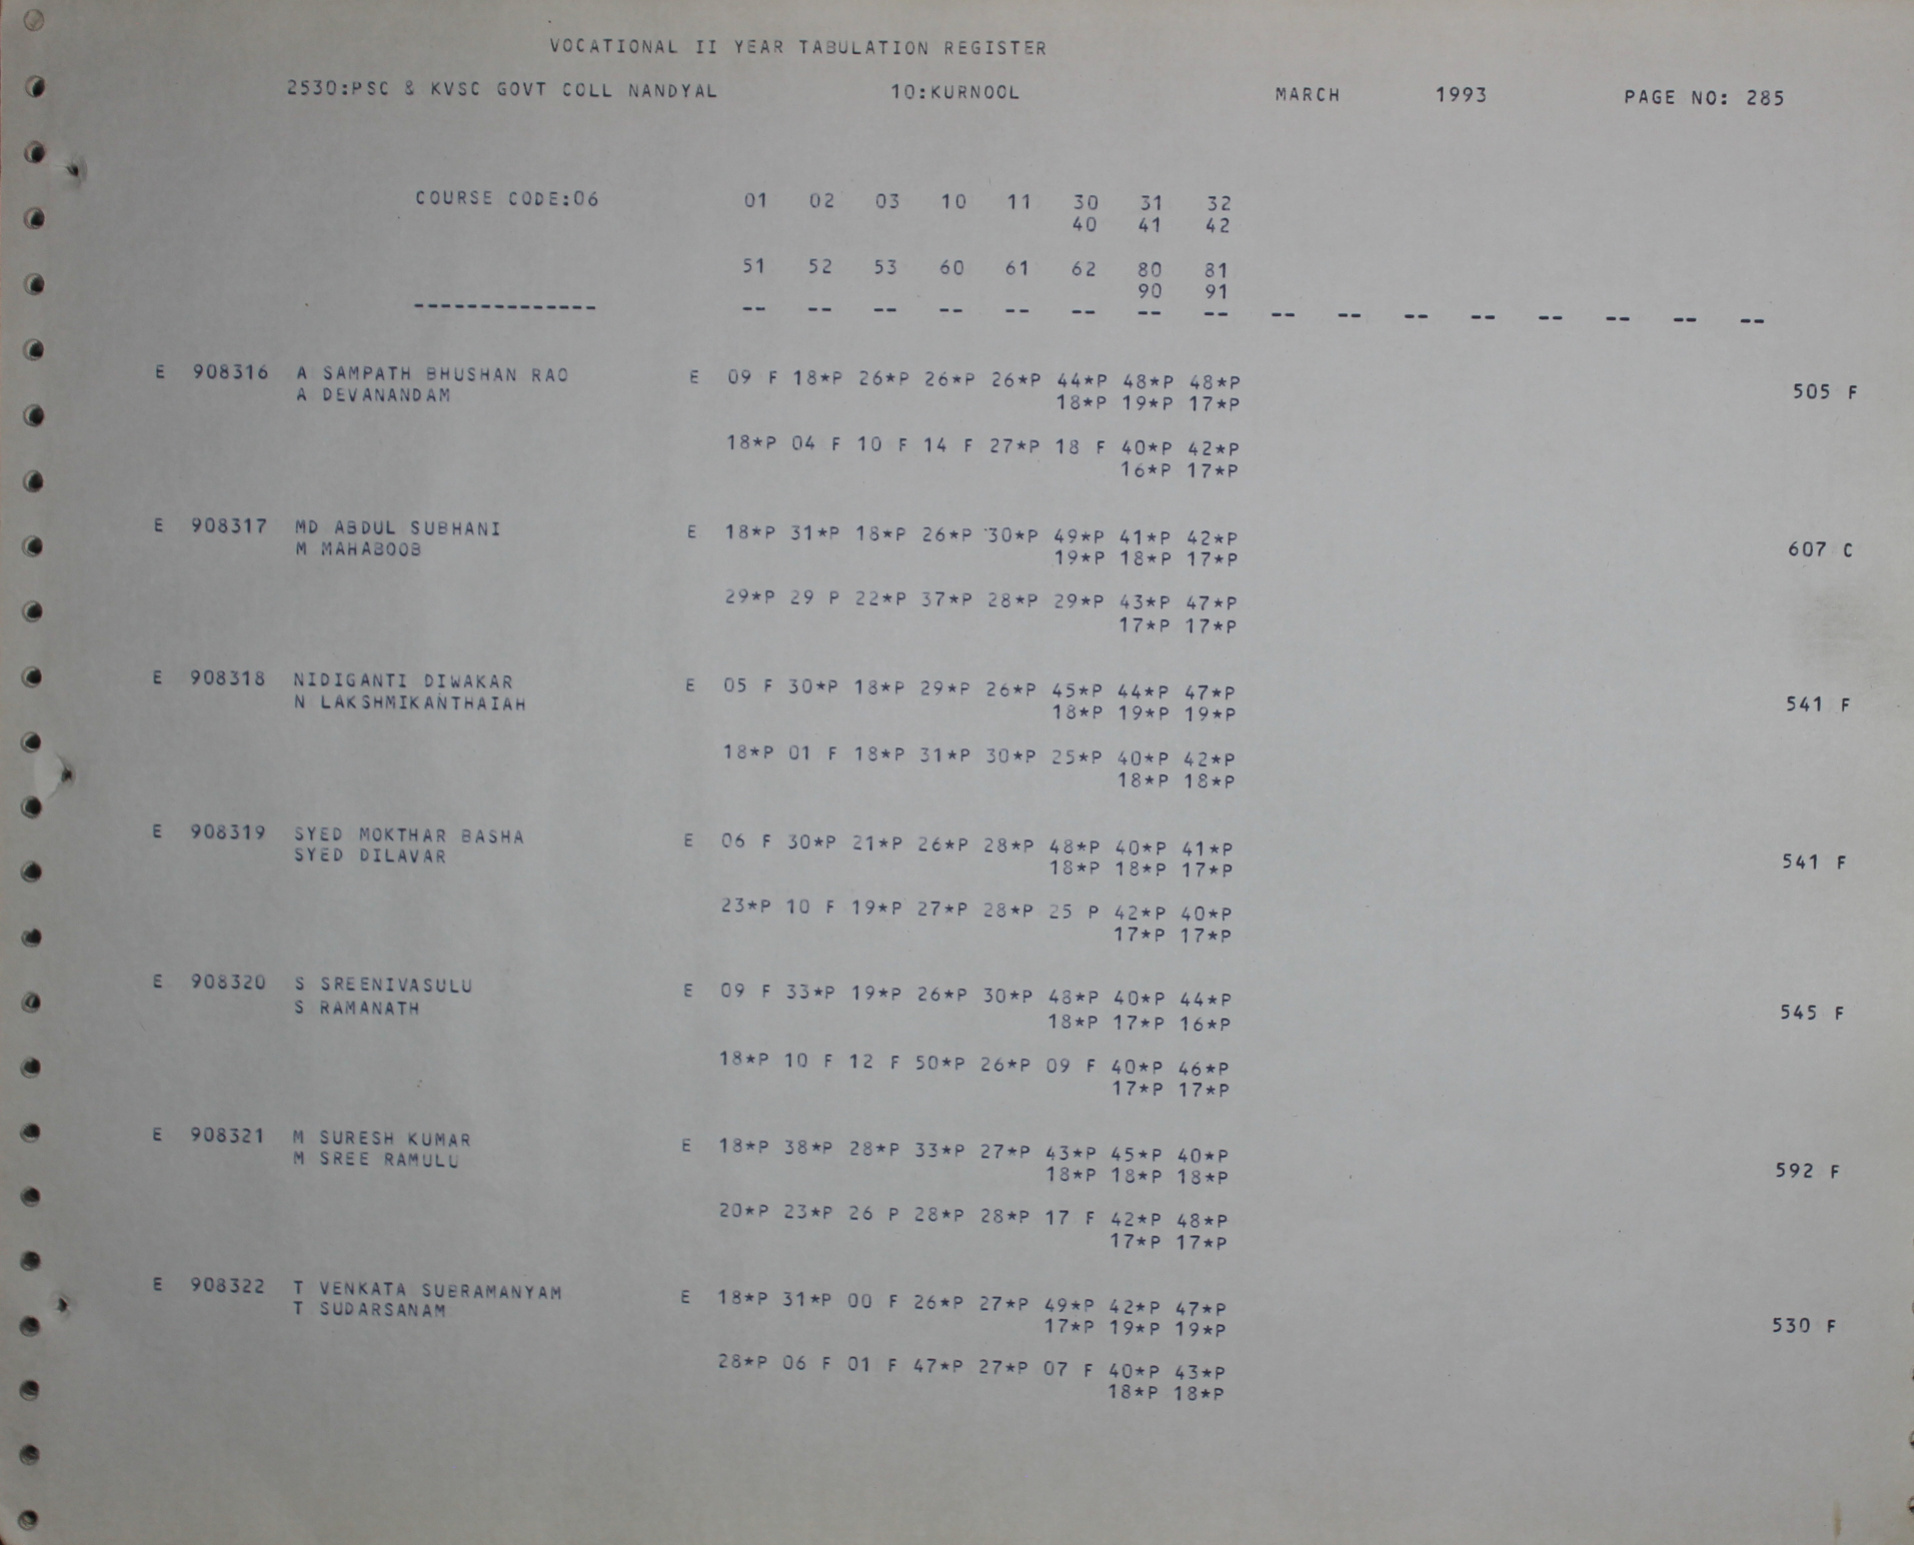 VOCATIONAL II YEAR TABULATION REGISTER
2530:PSC & KVSC GOVT COLL NANDYAL 10:KURNOOL MARCH 1993 PAGE NO: 285
COURSE CODE:06 01 02 03 10 11 30 31 32
40 41 42
51 52 53 60 61 62 80 81
90 91
-------------- -- -- -- -- -- -- -- -- -- -- -- -- -- -- -- --
E 908316 A SAMPATH BHUSHAN RAO E 09 F 18*P 26*P 26*P 26*P 44*P 48*P 48*P
A DEVANANDAM 18*P 19*P 17*P 505 F
18*P 04 F 10 F 14 F 27*P 18 F 40*P 42*P
16*P 17*P
E 908317 MD ABDUL SUBHANI E 18*P 31*P 18*P 26*P 30*P 49*P 41*P 42*P
M MAHABOOB 19*P 18*P 17*P 607 C
29*P 29 P 22*P 37*P 28*P 29*P 43*P 47*P
17*P 17*P
E 908318 NIDIGANTI DIWAKAR E 05 F 30*P 18*P 29*P 26*P 45*P 44*P 47*P
N LAKSHMIKANTHAIAH 18*P 19*P 19*P 541 F
18*P 01 F 18*P 31*P 30*P 25*P 40*P 42*P
18*P 18*P
E 908319 SYED MOKTHAR BASHA E 06 F 30*P 21*P 26*P 28*P 48*P 40*P 41*P
SYED DILAVAR 18*P 18*P 17*P 541 F
23*P 10 F 19*P 27*P 28*P 25 P 42*P 40*P
17*P 17*P
E 908320 S SREENIVASULU E 09 F 33*P 19*P 26*P 30*P 48*P 40*P 44*P
S RAMANATH 18*P 17*P 16*P 545 F
18*P 10 F 12 F 50*P 26*P 09 F 40*P 46*P
17*P 17*P
E 908321 M SURESH KUMAR E 18*P 38*P 28*P 33*P 27*P 43*P 45*P 40*P
M SREE RAMULU 18*P 18*P 18*P 592 F
20*P 23*P 26 P 28*P 28*P 17 F 42*P 48*P
17*P 17*P
E 908322 T VENKATA SUBRAMANYAM E 18*P 31*P 00 F 26*P 27*P 49*P 42*P 47*P
T SUDARSANAM 17*P 19*P 19*P 530 F
28*P 06 F 01 F 47*P 27*P 07 F 40*P 43*P
18*P 18*P